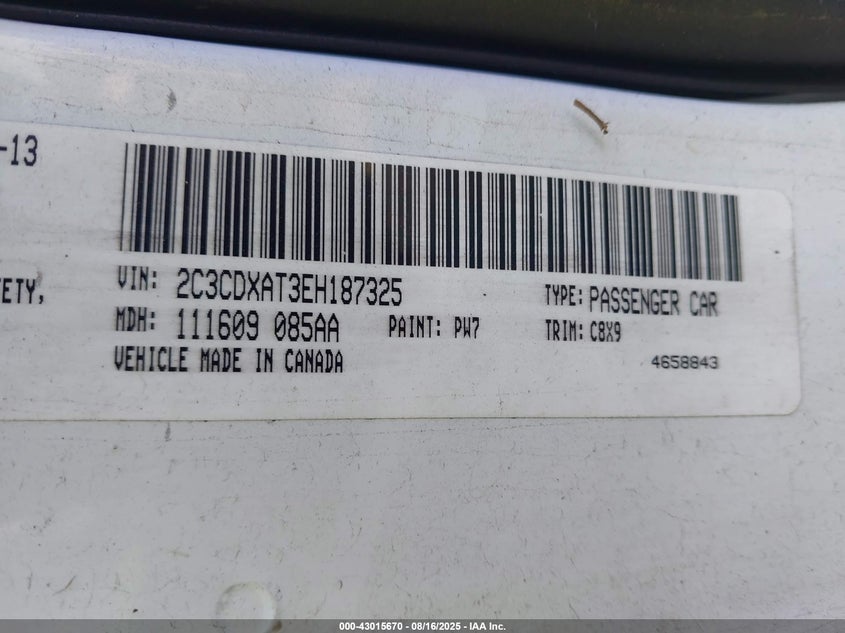 -13
ETY,
VIN: 2C3CDXAT3EH187325 TYPE: PASSENGER CAR
MDH: 111609 085AA PAINT: PW7 TRIM: C8X9
VEHICLE MADE IN CANADA 4658843
000-43015670 - 08/16/2025 - IAA Inc.